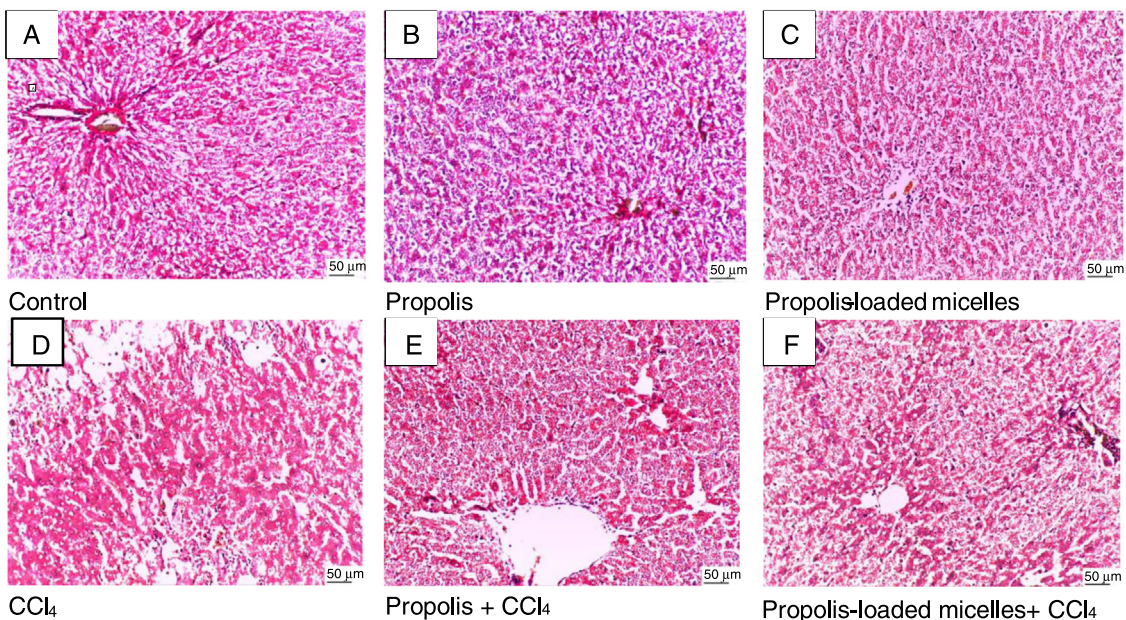 A
B
C
50 µm
50 µm
50 µm
Control
Propolis
Propolis-loaded micelles
D
E
F
50 µm
50 µm
50 µm
CCl₄
Propolis + CCl₄
Propolis-loaded micelles+ CCl₄